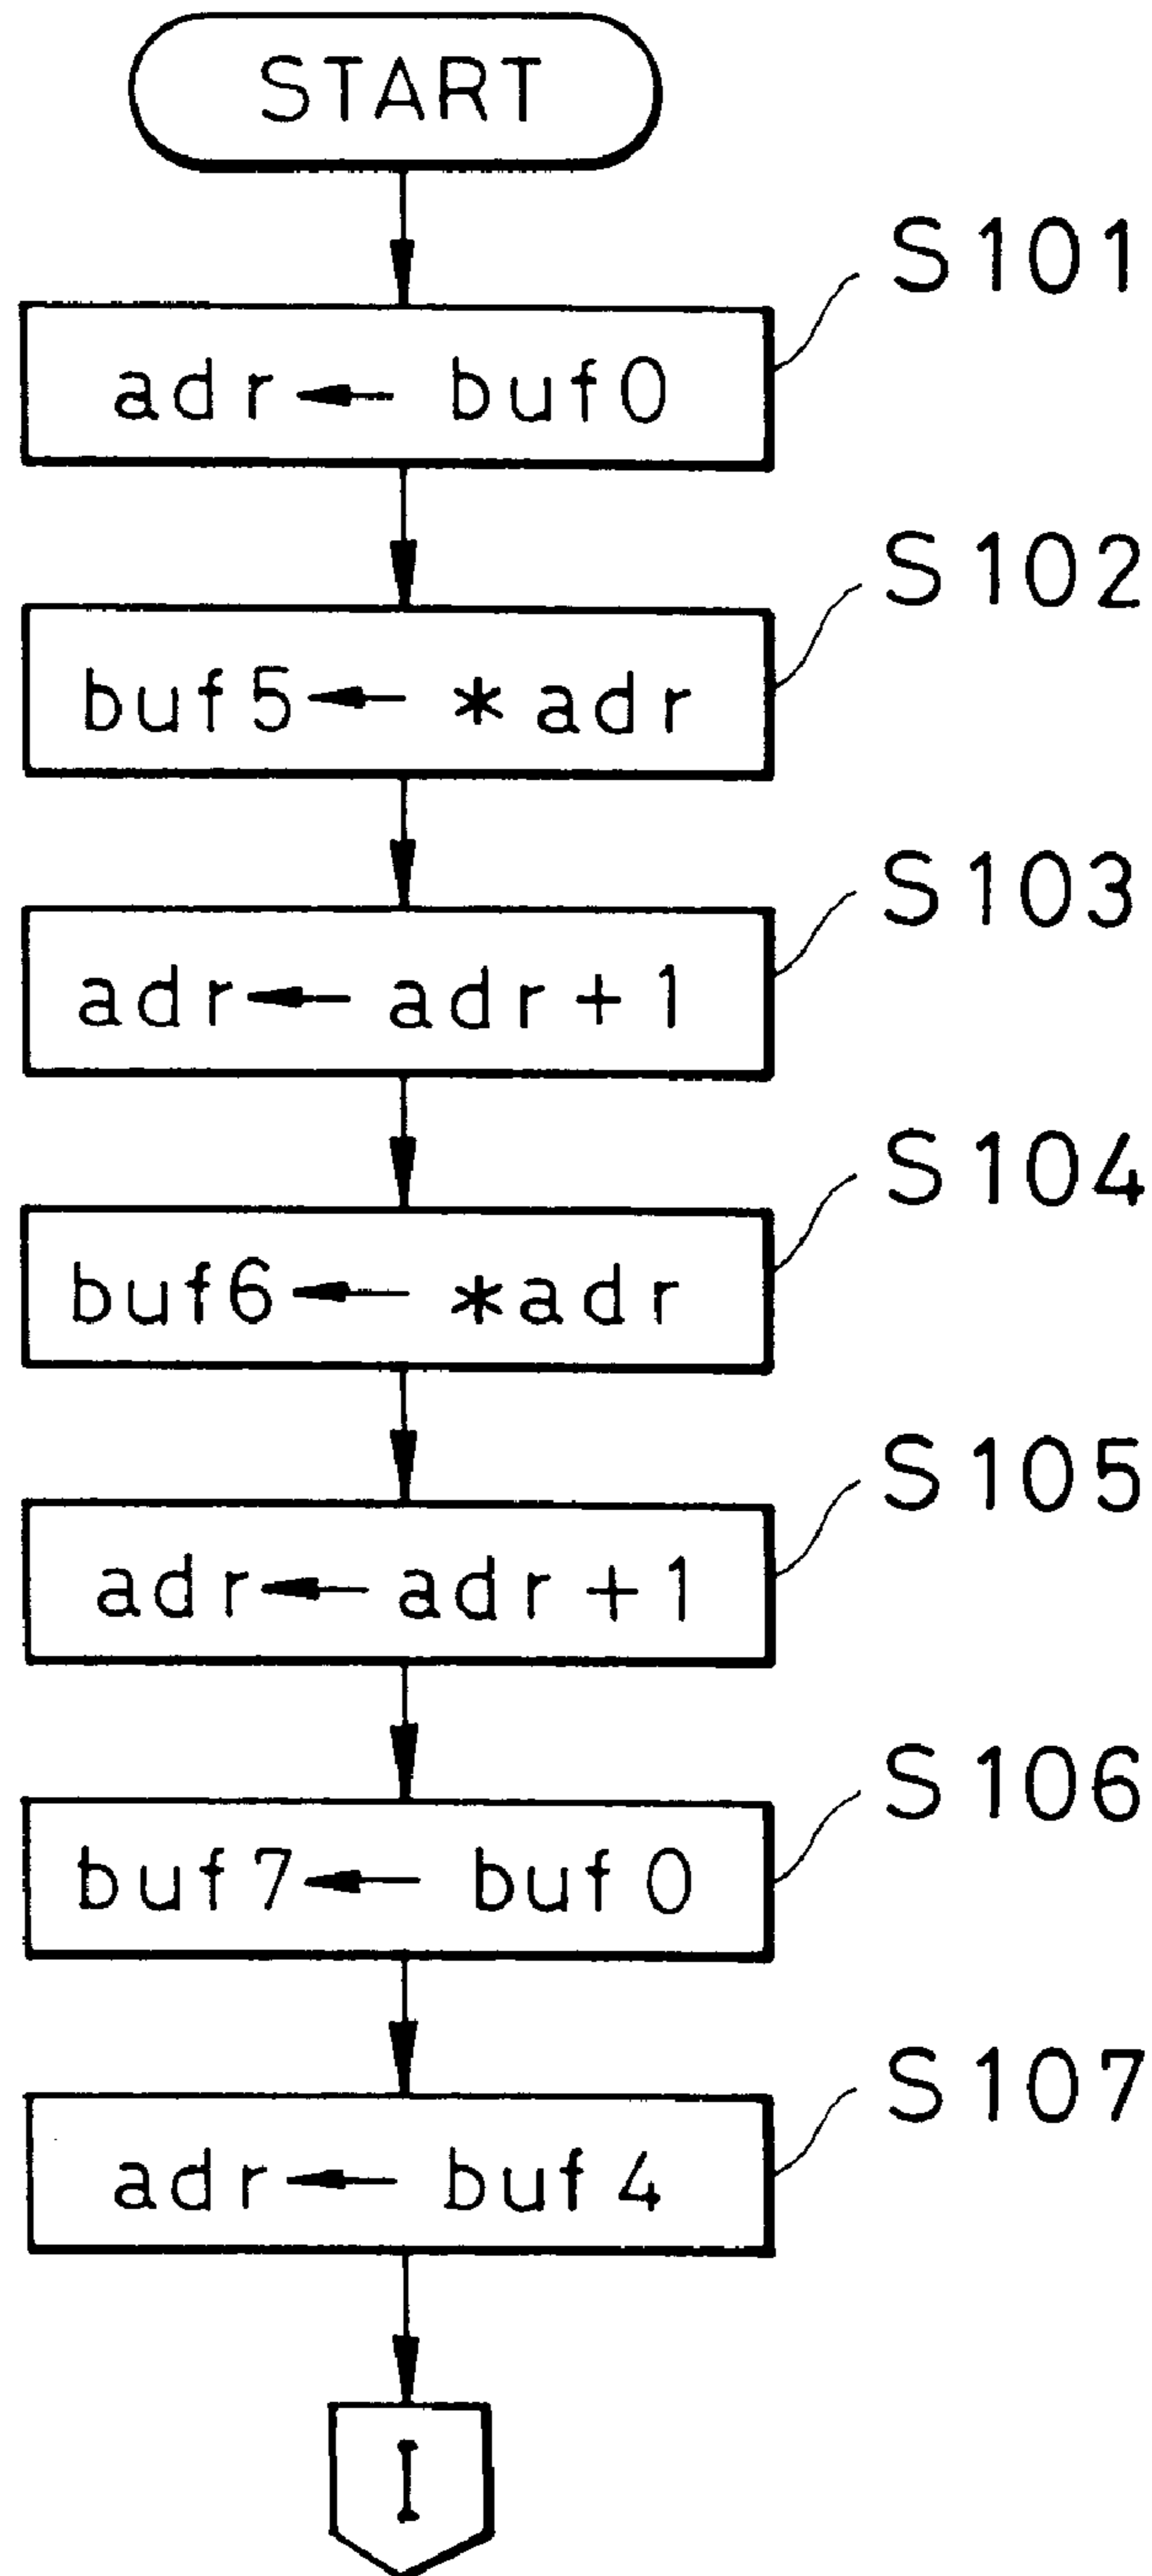 START
S101
adr ← buf0
S102
buf5 ← *adr
S103
adr ← adr+1
S104
buf6 ← *adr
S105
adr ← adr+1
S106
buf7 ← buf0
S107
adr ← buf4
I